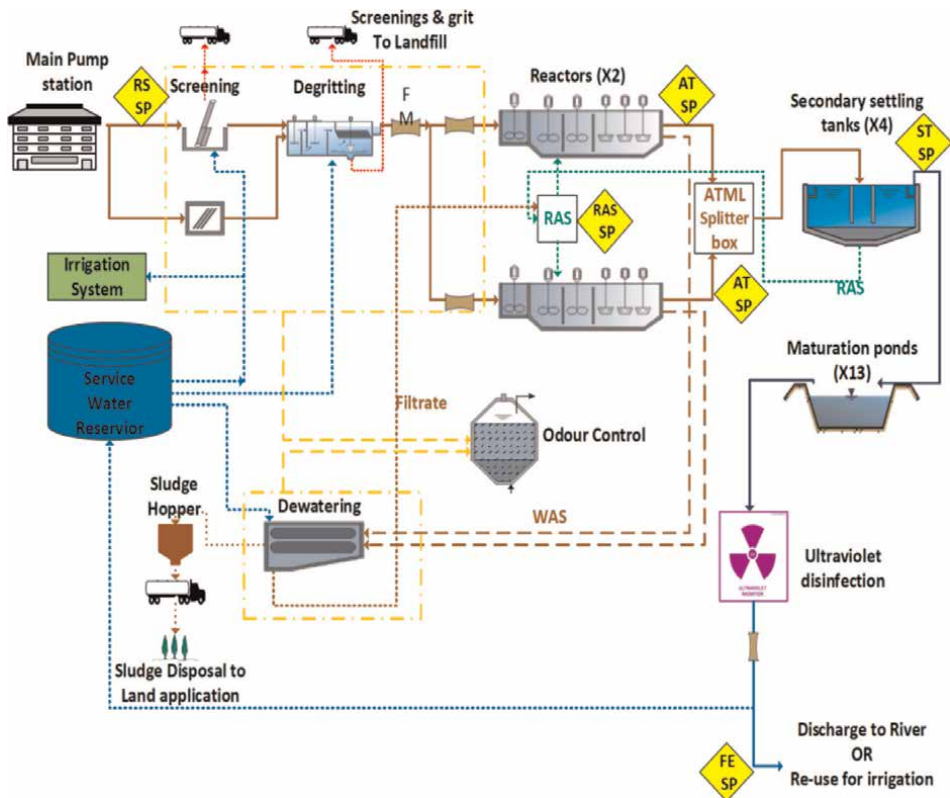 Screenings & grit
To Landfill
Main Pump
station
RS
SP
Screening
Degritting
F
M
Reactors (X2)
AT
SP
Secondary settling
tanks (X4)
ST
SP
RAS
RAS
SP
ATML
Splitter
box
Irrigation
System
AT
SP
RAS
Service
Water
Reservior
Maturation ponds
(X13)
Filtrate
Odour Control
Sludge
Hopper
Dewatering
WAS
ULTRAVIOLET
MONITOR
Ultraviolet
disinfection
Sludge Disposal to
Land application
FE
SP
Discharge to River
OR
Re-use for irrigation